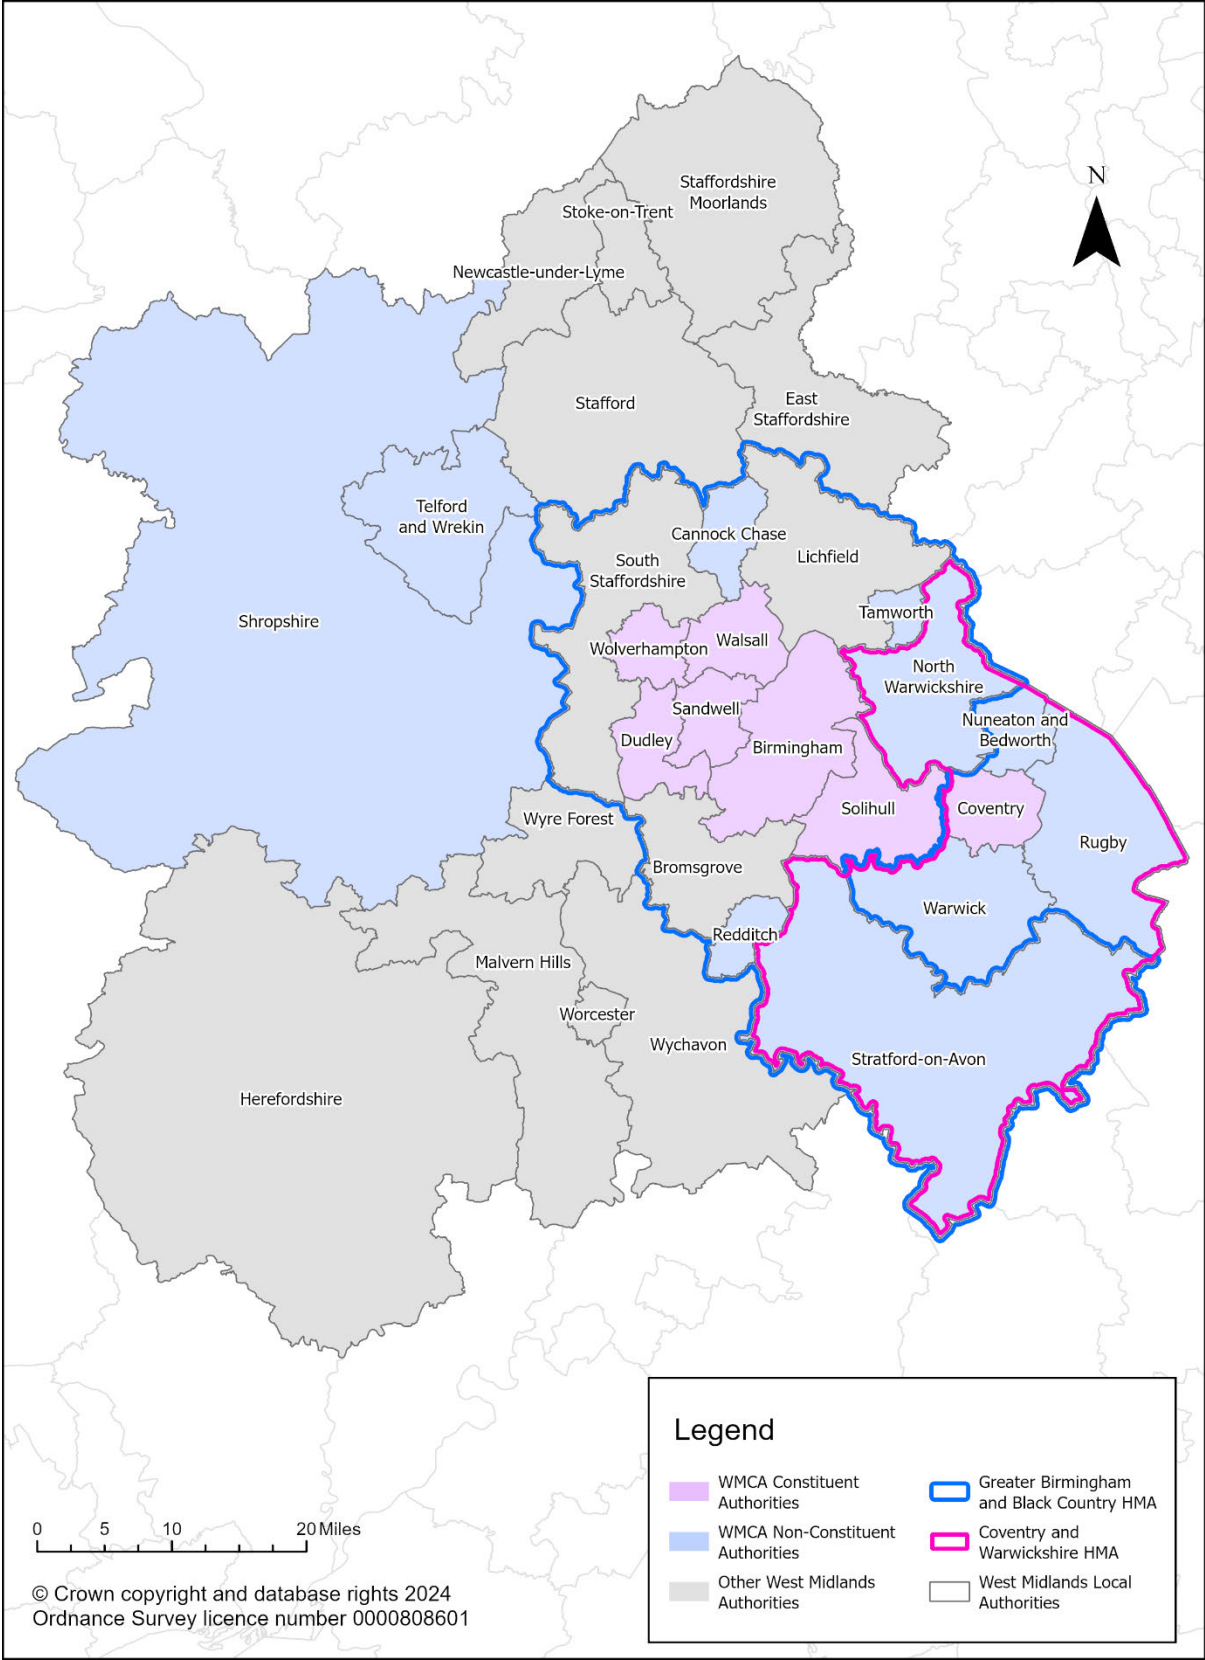 N
Staffordshire
Moorlands
Stoke-on-Trent
Newcastle-under-Lyme
Stafford
East
Staffordshire
Telford
and Wrekin
Cannock Chase
South
Staffordshire
Lichfield
Tamworth
Shropshire
Wolverhampton
Walsall
North
Warwickshire
Sandwell
Nuneaton and
Bedworth
Dudley
Birmingham
Solihull
Coventry
Wyre Forest
Rugby
Bromsgrove
Warwick
Redditch
Malvern Hills
Worcester
Wychavon
Stratford-on-Avon
Herefordshire
Legend
WMCA Constituent
Authorities
WMCA Non-Constituent
Authorities
Other West Midlands
Authorities
Greater Birmingham
and Black Country HMA
Coventry and
Warwickshire HMA
West Midlands Local
Authorities
0 5 10 20 Miles
© Crown copyright and database rights 2024
Ordnance Survey licence number 0000808601